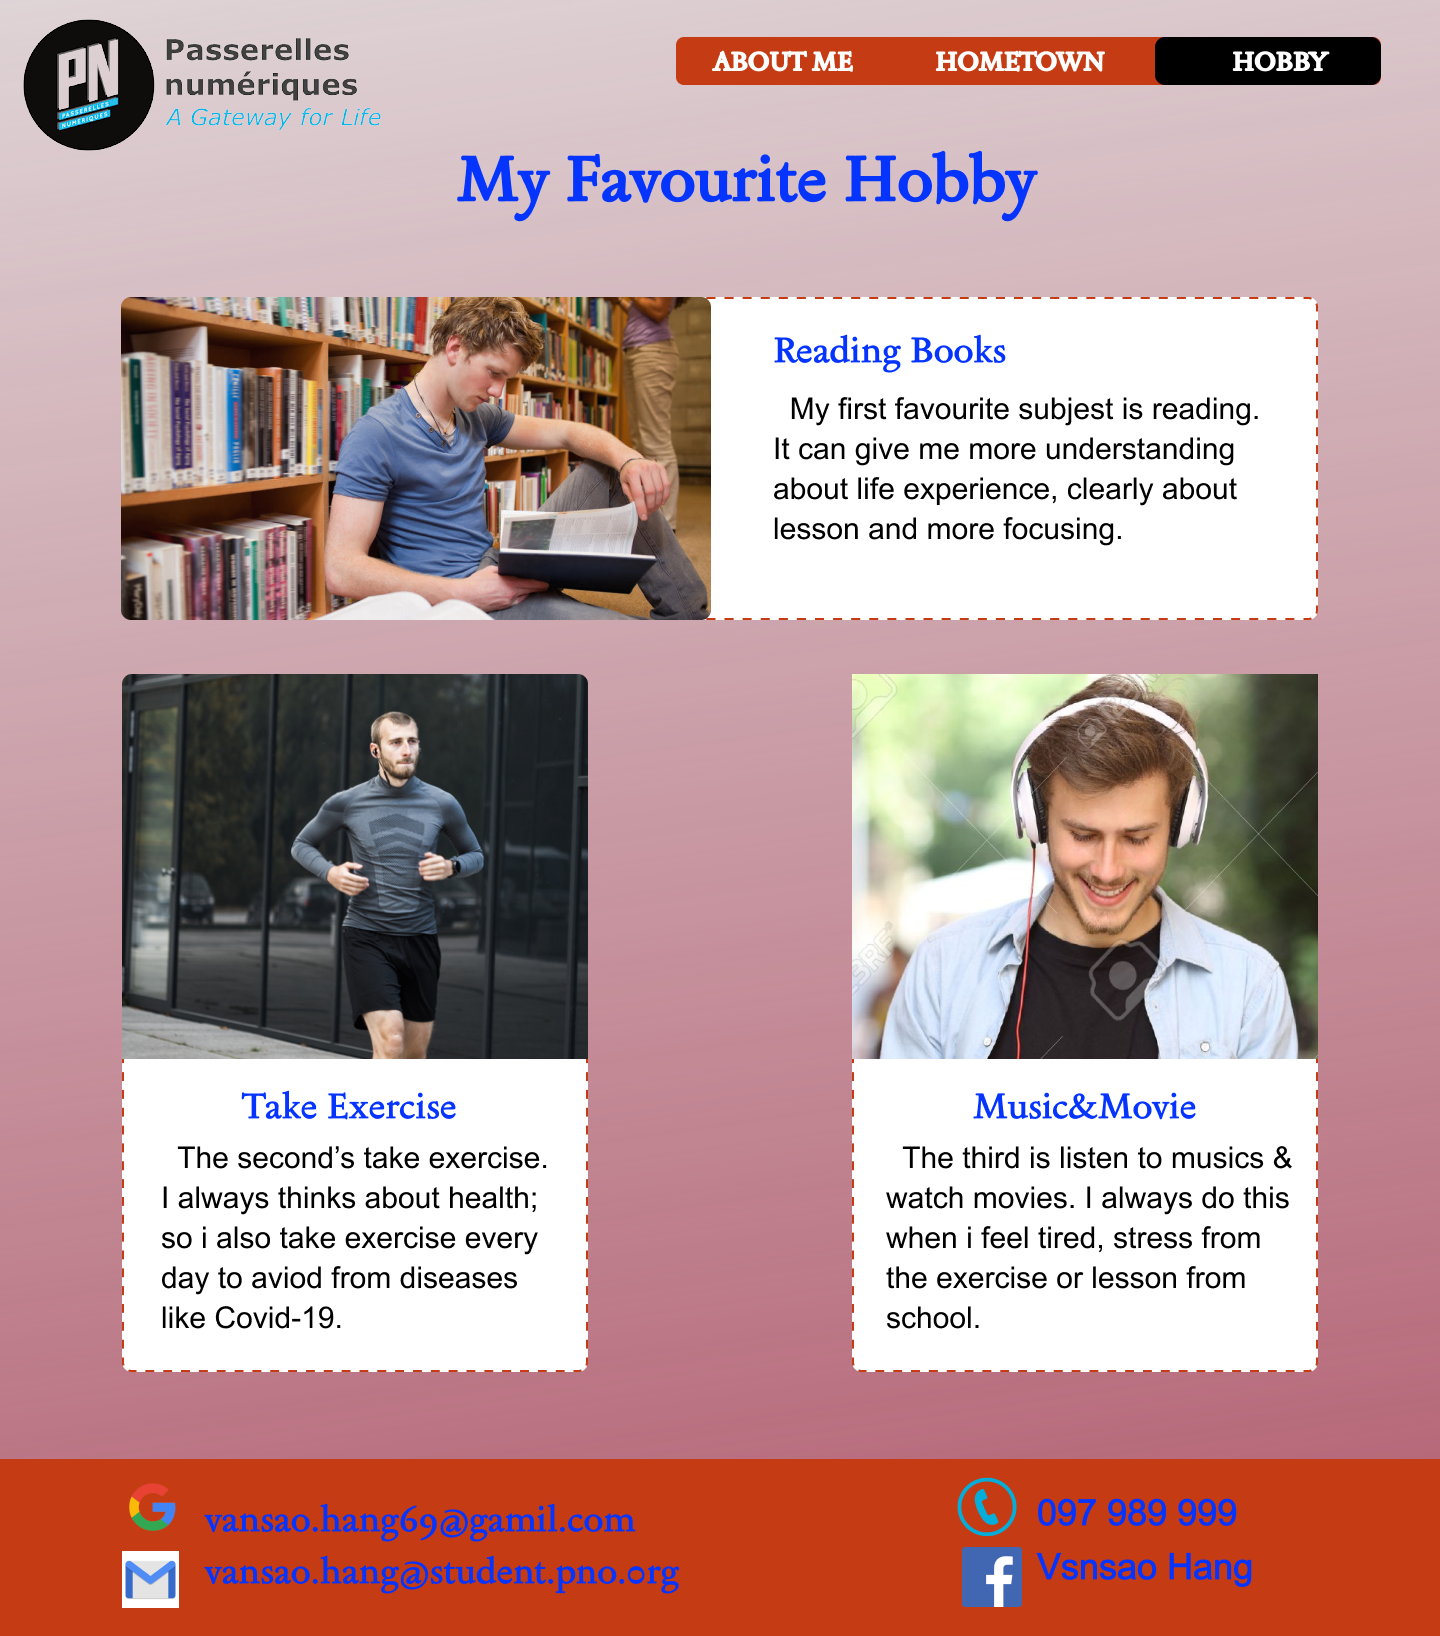 PN
PASSERELLES
NUMÉRIQUES
Passerelles
numériques
A Gateway for Life
ABOUT ME
HOMETOWN
HOBBY
My Favourite Hobby
Reading Books
My first favourite subjest is reading.
It can give me more understanding
about life experience, clearly about
lesson and more focusing.
Take Exercise
The second’s take exercise.
I always thinks about health;
so i also take exercise every
day to aviod from diseases
like Covid-19.
Music&Movie
The third is listen to musics &
watch movies. I always do this
when i feel tired, stress from
the exercise or lesson from
school.
vansao.hang69@gamil.com
vansao.hang@student.pno.org
097 989 999
Vsnsao Hang